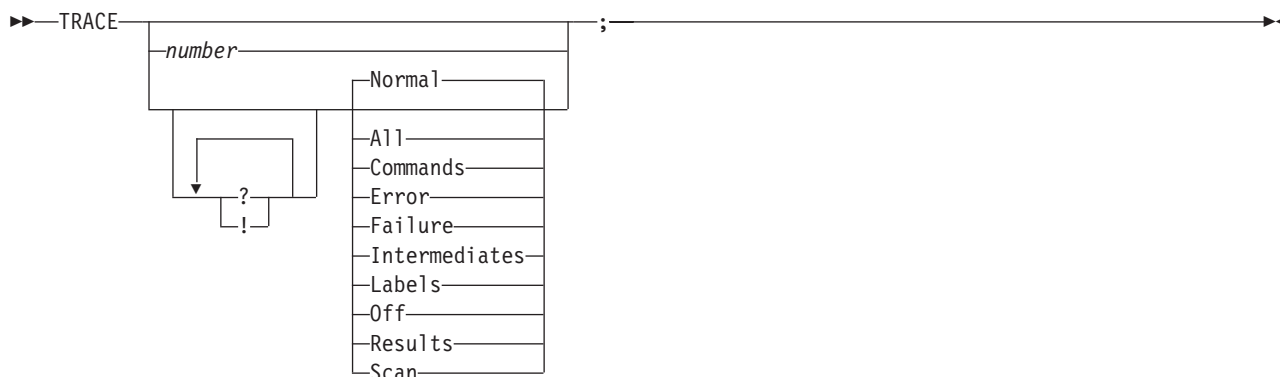 TRACE ;
number
Normal
All
Commands
Error
? Failure
! Intermediates
Labels
Off
Results
Scan